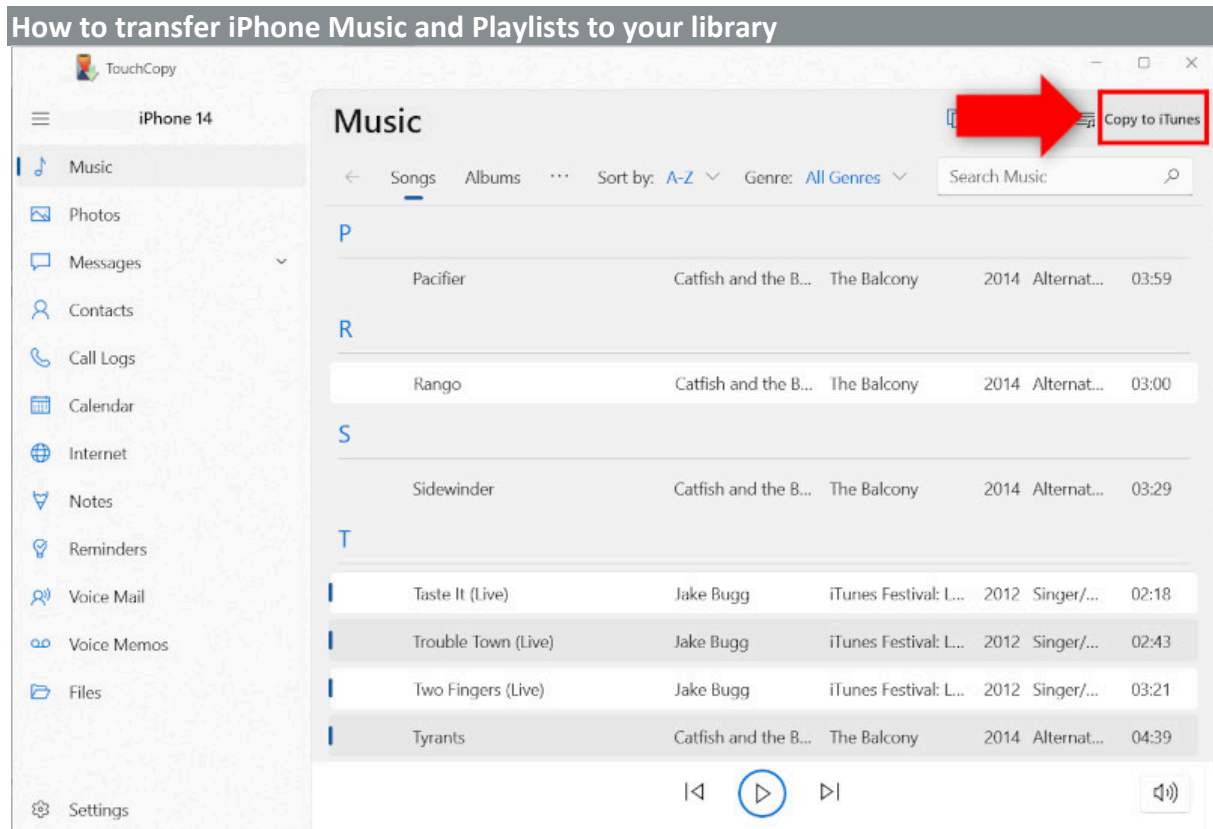 How to transfer iPhone Music and Playlists to your library
TouchCopy
iPhone 14
Music
Photos
Messages
Contacts
Call Logs
Calendar
Internet
Notes
Reminders
Voice Mail
Voice Memos
Files
Settings
Music
Copy to iTunes
Songs Albums ... Sort by: A-Z Genre: All Genres Search Music
P
Pacifier Catfish and the B... The Balcony 2014 Alternat... 03:59
R
Rango Catfish and the B... The Balcony 2014 Alternat... 03:00
S
Sidewinder Catfish and the B... The Balcony 2014 Alternat... 03:29
T
Taste It (Live) Jake Bugg iTunes Festival: L... 2012 Singer/... 02:18
Trouble Town (Live) Jake Bugg iTunes Festival: L... 2012 Singer/... 02:43
Two Fingers (Live) Jake Bugg iTunes Festival: L... 2012 Singer/... 03:21
Tyrants Catfish and the B... The Balcony 2014 Alternat... 04:39